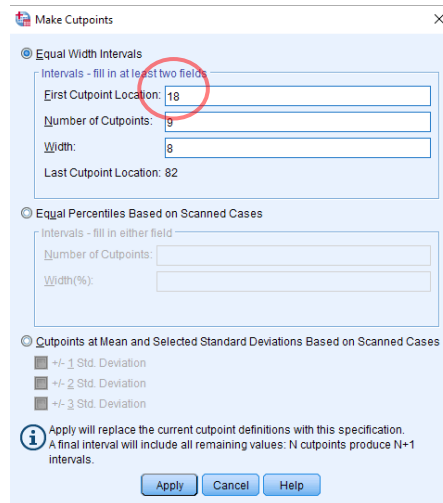 Make Cutpoints
Equal Width Intervals
Intervals - fill in at least two fields
First Cutpoint Location: 18
Number of Cutpoints: 9
Width: 8
Last Cutpoint Location: 82
Equal Percentiles Based on Scanned Cases
Intervals - fill in either field
Number of Cutpoints:
Width(%):
Cutpoints at Mean and Selected Standard Deviations Based on Scanned Cases
+/- 1 Std. Deviation
+/- 2 Std. Deviation
+/- 3 Std. Deviation
Apply will replace the current cutpoint definitions with this specification.
A final interval will include all remaining values: N cutpoints produce N+1
intervals.
Apply Cancel Help